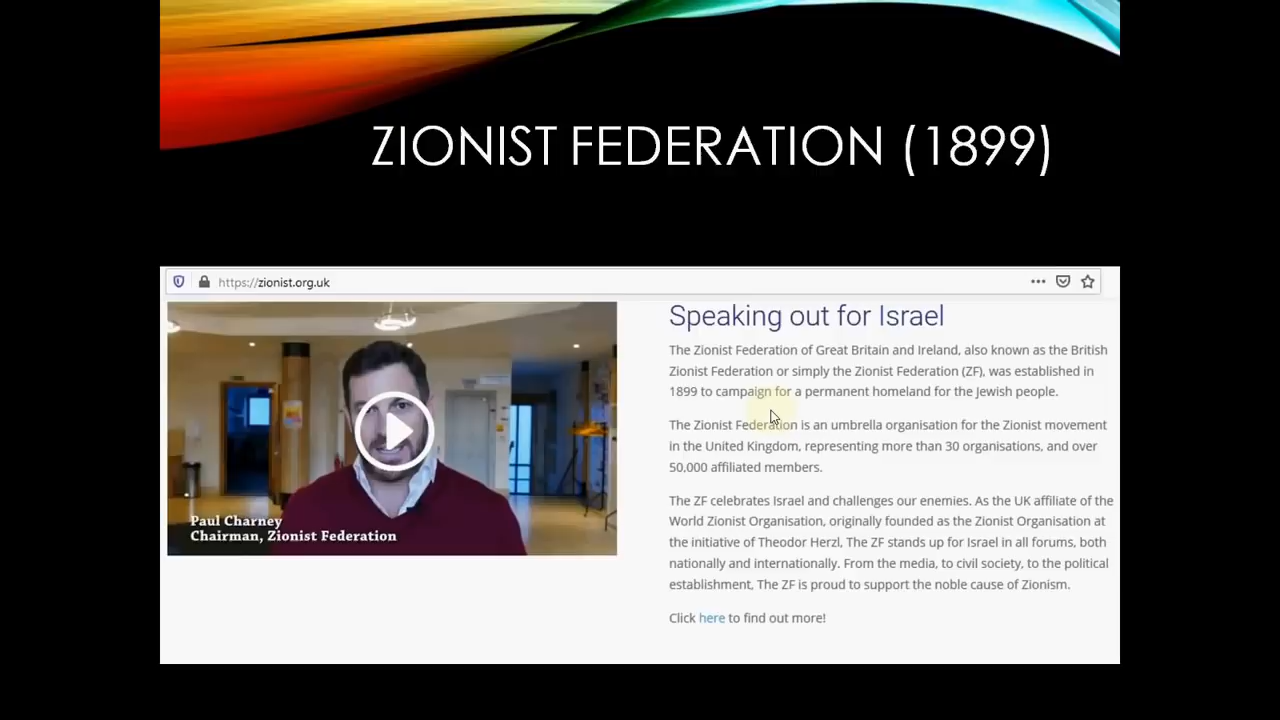 ZIONIST FEDERATION (1899)
https://zionist.org.uk
Paul Charney
Chairman, Zionist Federation
Speaking out for Israel
The Zionist Federation of Great Britain and Ireland, also known as the British
Zionist Federation or simply the Zionist Federation (ZF), was established in
1899 to campaign for a permanent homeland for the Jewish people.
The Zionist Federation is an umbrella organisation for the Zionist movement
in the United Kingdom, representing more than 30 organisations, and over
50,000 affiliated members.
The ZF celebrates Israel and challenges our enemies. As the UK affiliate of the
World Zionist Organisation, originally founded as the Zionist Organisation at
the initiative of Theodor Herzl, The ZF stands up for Israel in all forums, both
nationally and internationally. From the media, to civil society, to the political
establishment, The ZF is proud to support the noble cause of Zionism.
Click here to find out more!